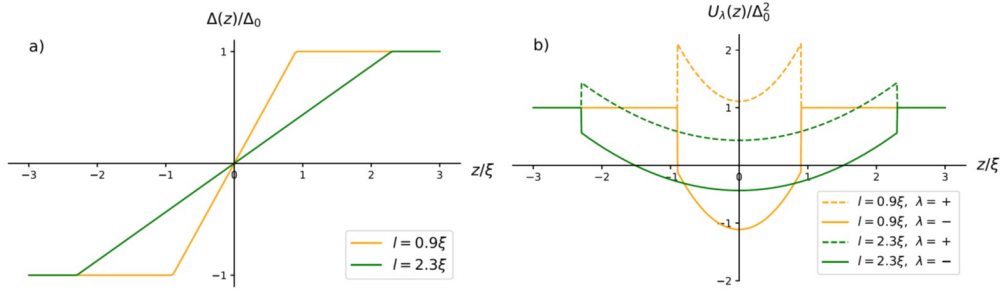 Δ(z)/Δ₀
a)
1
−3 −2 −1 0 1 2 3
z/ξ
−1
l = 0.9ξ
l = 2.3ξ
U_λ(z)/Δ₀²
b)
2
1
−3 −2 −1 0 1 2 3
z/ξ
−1
−2
l = 0.9ξ, λ = +
l = 0.9ξ, λ = −
l = 2.3ξ, λ = +
l = 2.3ξ, λ = −